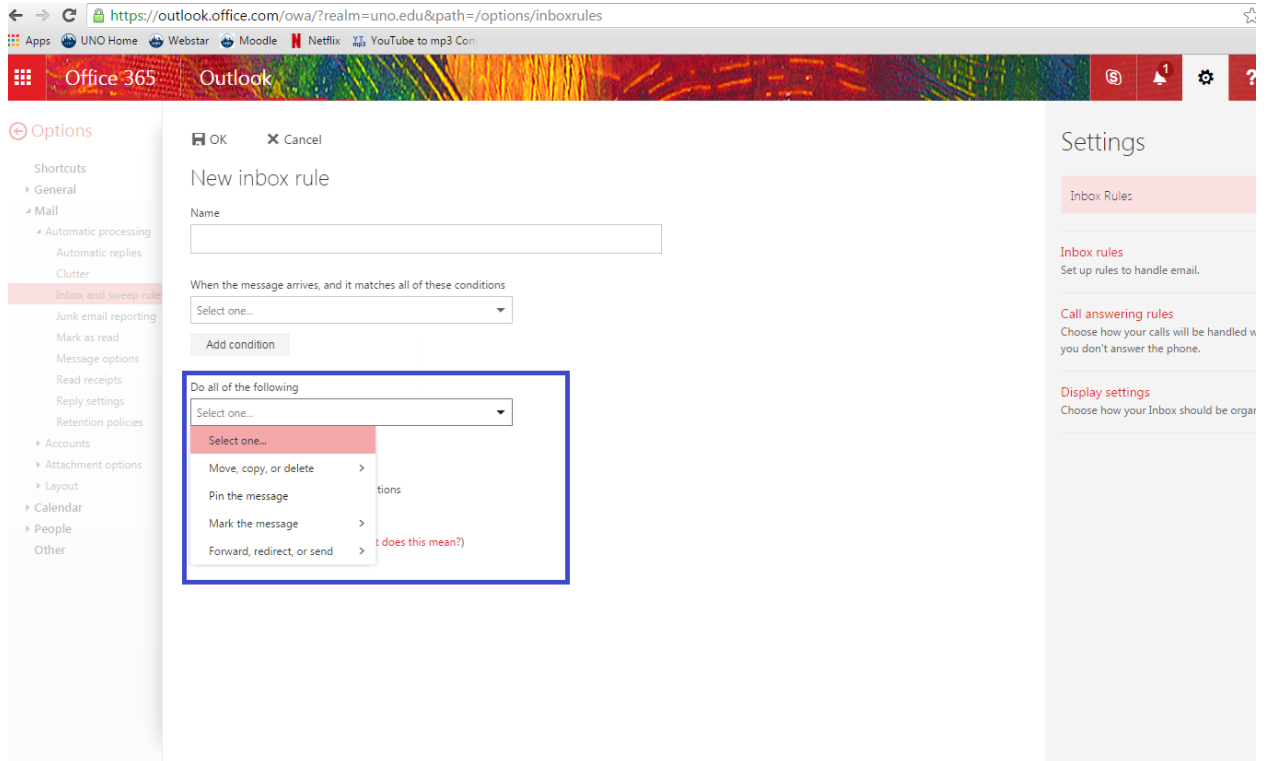 https://outlook.office.com/owa/?realm=uno.edu&path=/options/inboxrules
Apps UNO Home Webstar Moodle Netflix YouTube to mp3 Con
Office 365 Outlook
1
?
Options
Shortcuts
General
Mail
Automatic processing
Automatic replies
Clutter
Inbox and sweep rule
Junk email reporting
Mark as read
Message options
Read receipts
Reply settings
Retention policies
Accounts
Attachment options
Layout
Calendar
People
Other
OK Cancel
New inbox rule
Name
When the message arrives, and it matches all of these conditions
Select one...
Add condition
Do all of the following
Select one...
Select one...
Move, copy, or delete
Pin the message
Mark the message
Forward, redirect, or send
tions
t does this mean?)
Settings
Inbox Rules
Inbox rules
Set up rules to handle email.
Call answering rules
Choose how your calls will be handled w
you don't answer the phone.
Display settings
Choose how your Inbox should be organ